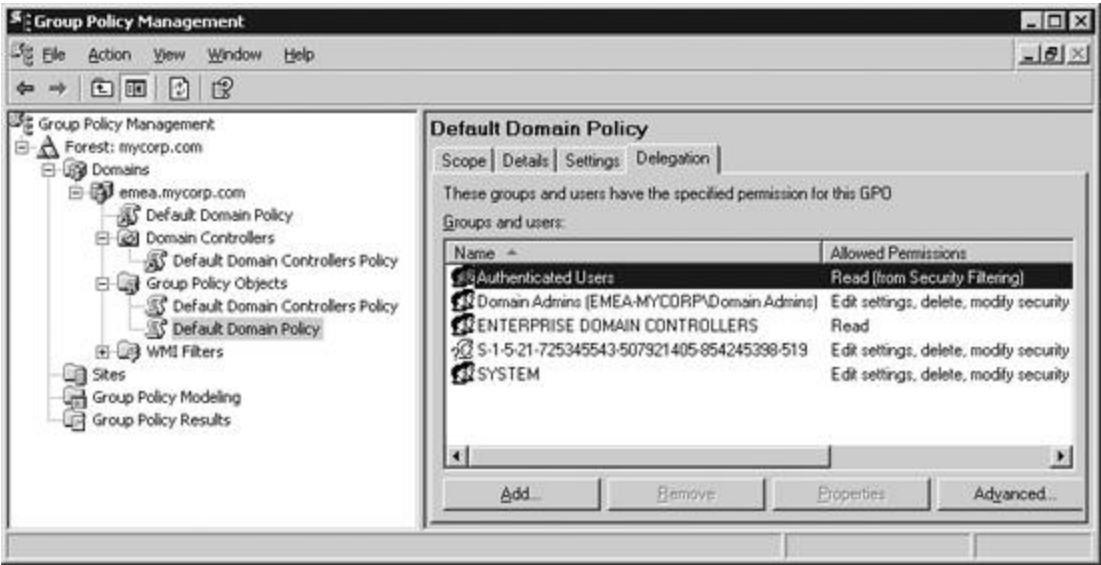 Group Policy Management
File Action View Window Help
Group Policy Management
Forest: mycorp.com
Domains
emea.mycorp.com
Default Domain Policy
Domain Controllers
Default Domain Controllers Policy
Group Policy Objects
Default Domain Controllers Policy
Default Domain Policy
WMI Filters
Sites
Group Policy Modeling
Group Policy Results
Default Domain Policy
Scope Details Settings Delegation
These groups and users have the specified permission for this GPO
Groups and users:
Name Allowed Permissions
Authenticated Users Read (from Security Filtering)
Domain Admins (EMEA-MYCORP\Domain Admins) Edit settings, delete, modify security
ENTERPRISE DOMAIN CONTROLLERS Read
S-1-5-21-725345543-507921405-854245398-519 Edit settings, delete, modify security
SYSTEM Edit settings, delete, modify security
Add... Remove Properties Advanced...